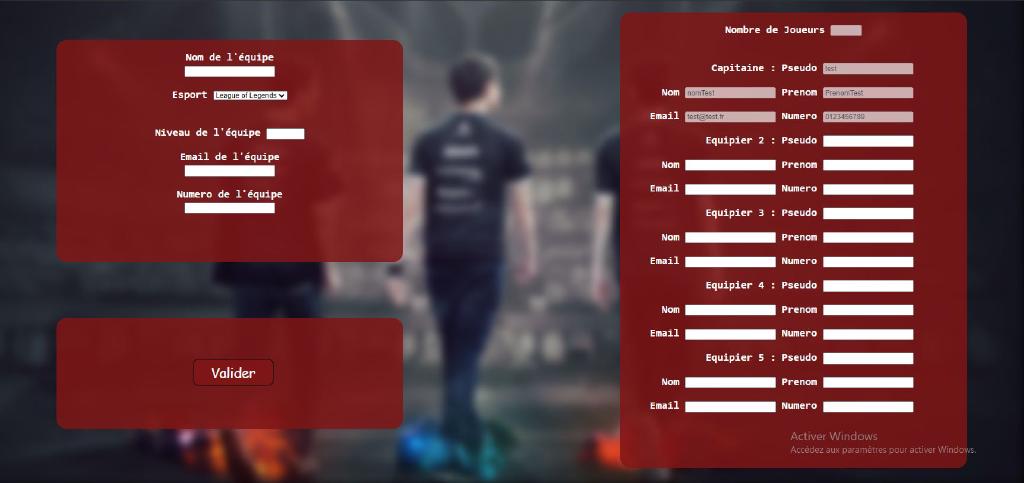 Nom de l'équipe
Esport League of Legends
Niveau de l'équipe
Email de l'équipe
Numero de l'équipe
Valider
Nombre de Joueurs
Capitaine : Pseudo test
Nom nomTest Prenom PrenomTest
Email test@test.fr Numero 0123456789
Equipier 2 : Pseudo
Nom Prenom
Email Numero
Equipier 3 : Pseudo
Nom Prenom
Email Numero
Equipier 4 : Pseudo
Nom Prenom
Email Numero
Equipier 5 : Pseudo
Nom Prenom
Email Numero
Activer Windows
Accédez aux paramètres pour activer Windows.